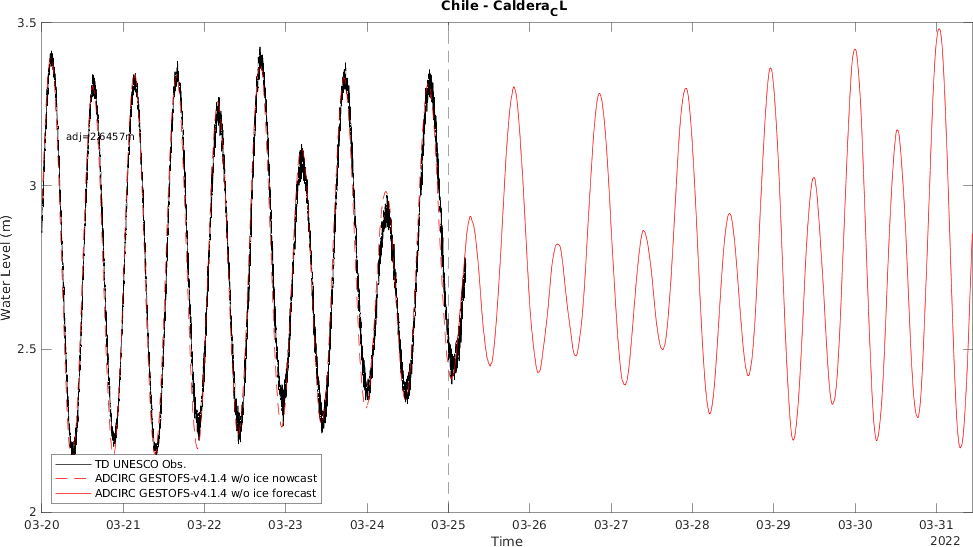 Chile - Caldera_CL
3.5
3
2.5
2
Water Level (m)
adj=2.6457m
TD UNESCO Obs.
ADCIRC GESTOFS-v4.1.4 w/o ice nowcast
ADCIRC GESTOFS-v4.1.4 w/o ice forecast
03-20 03-21 03-22 03-23 03-24 03-25 03-26 03-27 03-28 03-29 03-30 03-31
Time
2022